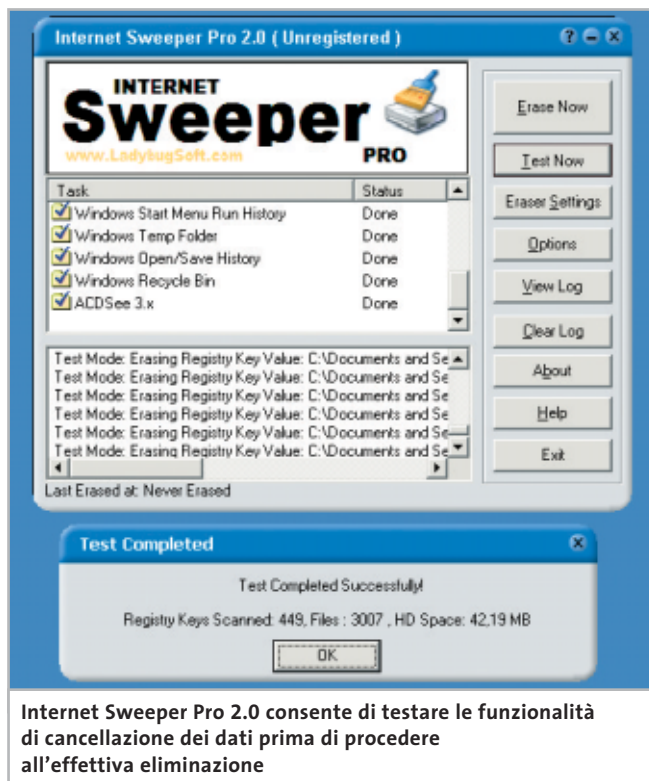 Internet Sweeper Pro 2.0 ( Unregistered )
INTERNET
Sweeper
PRO
www.LadybugSoft.com
Task Status
Windows Start Menu Run History Done
Windows Temp Folder Done
Windows Open/Save History Done
Windows Recycle Bin Done
ACDSee 3.x Done
Test Mode: Erasing Registry Key Value: C:\Documents and Se
Test Mode: Erasing Registry Key Value: C:\Documents and Se
Test Mode: Erasing Registry Key Value: C:\Documents and Se
Test Mode: Erasing Registry Key Value: C:\Documents and Se
Test Mode: Erasing Registry Key Value: C:\Documents and Se
Test Mode: Erasing Registry Key Value: C:\Documents and Se
Last Erased at: Never Erased
Erase Now
Test Now
Eraser Settings
Options
View Log
Clear Log
About
Help
Exit
Test Completed
Test Completed Successfully!
Registry Keys Scanned: 449, Files : 3007 , HD Space: 42,19 MB
OK
Internet Sweeper Pro 2.0 consente di testare le funzionalità
di cancellazione dei dati prima di procedere
all'effettiva eliminazione